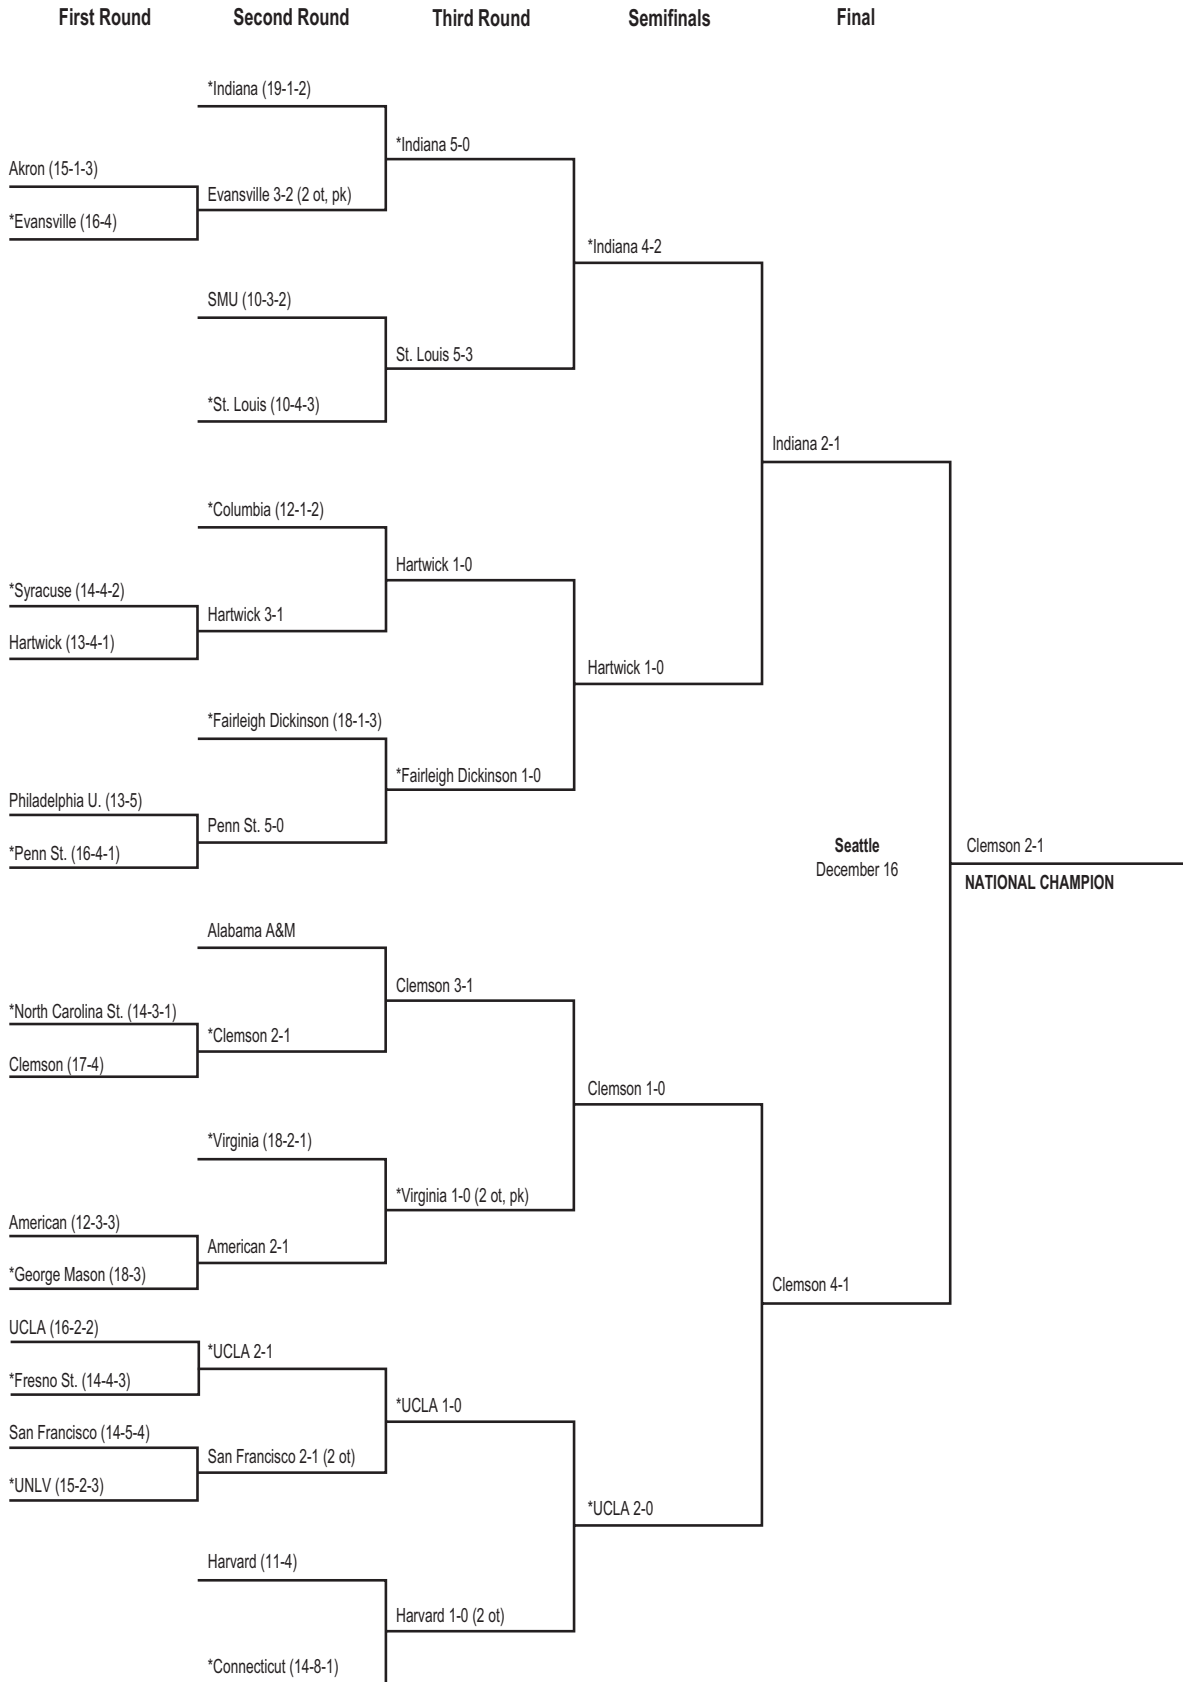 First Round
Second Round
Third Round
Semifinals
Final
*Indiana (19-1-2)
*Indiana 5-0
Akron (15-1-3)
Evansville 3-2 (2 ot, pk)
*Evansville (16-4)
*Indiana 4-2
SMU (10-3-2)
St. Louis 5-3
*St. Louis (10-4-3)
Indiana 2-1
*Columbia (12-1-2)
Hartwick 1-0
*Syracuse (14-4-2)
Hartwick 3-1
Hartwick (13-4-1)
Hartwick 1-0
*Fairleigh Dickinson (18-1-3)
*Fairleigh Dickinson 1-0
Philadelphia U. (13-5)
Penn St. 5-0
*Penn St. (16-4-1)
Seattle
December 16
Clemson 2-1
NATIONAL CHAMPION
Alabama A&M
Clemson 3-1
*North Carolina St. (14-3-1)
*Clemson 2-1
Clemson (17-4)
Clemson 1-0
*Virginia (18-2-1)
*Virginia 1-0 (2 ot, pk)
American (12-3-3)
American 2-1
*George Mason (18-3)
Clemson 4-1
UCLA (16-2-2)
*UCLA 2-1
*Fresno St. (14-4-3)
*UCLA 1-0
San Francisco (14-5-4)
San Francisco 2-1 (2 ot)
*UNLV (15-2-3)
*UCLA 2-0
Harvard (11-4)
Harvard 1-0 (2 ot)
*Connecticut (14-8-1)